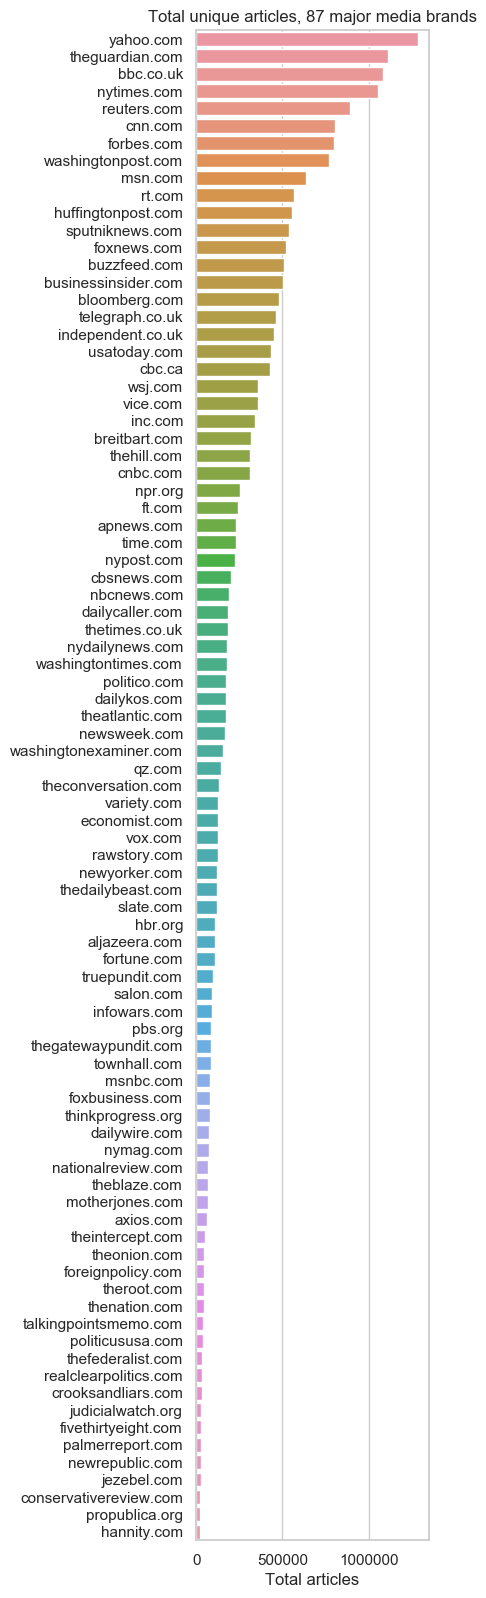 Total unique articles, 87 major media brands
yahoo.com
theguardian.com
bbc.co.uk
nytimes.com
reuters.com
cnn.com
forbes.com
washingtonpost.com
msn.com
rt.com
huffingtonpost.com
sputniknews.com
foxnews.com
buzzfeed.com
businessinsider.com
bloomberg.com
telegraph.co.uk
independent.co.uk
usatoday.com
cbc.ca
wsj.com
vice.com
inc.com
breitbart.com
thehill.com
cnbc.com
npr.org
ft.com
apnews.com
time.com
nypost.com
cbsnews.com
nbcnews.com
dailycaller.com
thetimes.co.uk
nydailynews.com
washingtontimes.com
politico.com
dailykos.com
theatlantic.com
newsweek.com
washingtonexaminer.com
qz.com
theconversation.com
variety.com
economist.com
vox.com
rawstory.com
newyorker.com
thedailybeast.com
slate.com
hbr.org
aljazeera.com
fortune.com
truepundit.com
salon.com
infowars.com
pbs.org
thegatewaypundit.com
townhall.com
msnbc.com
foxbusiness.com
thinkprogress.org
dailywire.com
nymag.com
nationalreview.com
theblaze.com
motherjones.com
axios.com
theintercept.com
theonion.com
foreignpolicy.com
theroot.com
thenation.com
talkingpointsmemo.com
politicususa.com
thefederalist.com
realclearpolitics.com
crooksandliars.com
judicialwatch.org
fivethirtyeight.com
palmerreport.com
newrepublic.com
jezebel.com
conservativereview.com
propublica.org
hannity.com
0 500000 1000000
Total articles